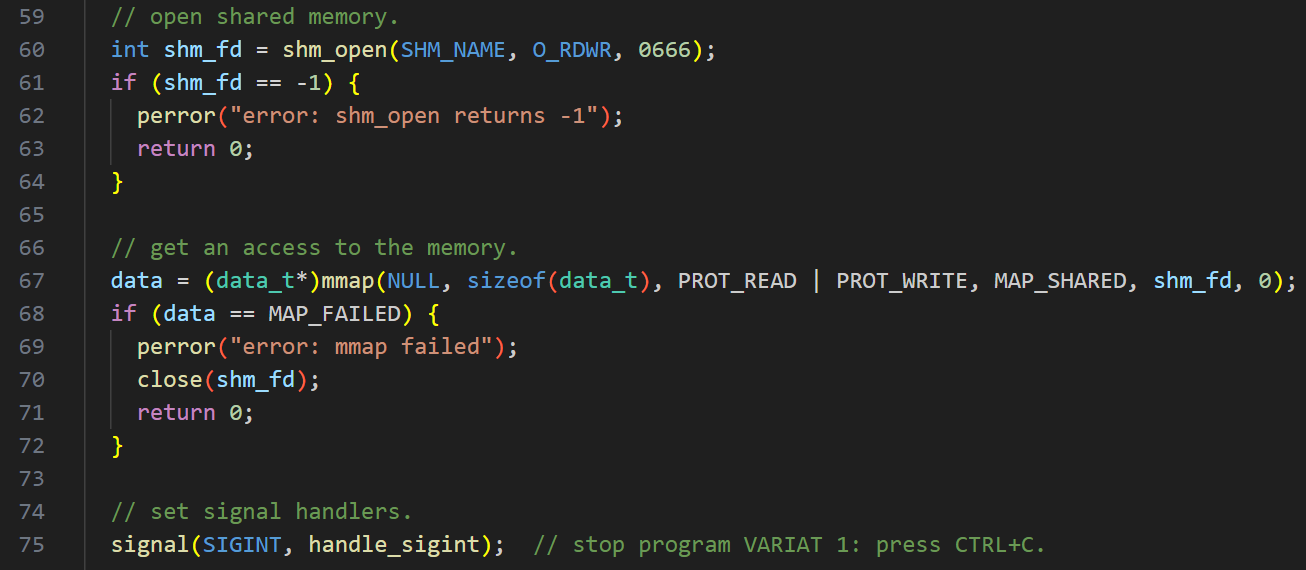 59 // open shared memory.
60 int shm_fd = shm_open(SHM_NAME, O_RDWR, 0666);
61 if (shm_fd == -1) {
62 perror("error: shm_open returns -1");
63 return 0;
64 }
65
66 // get an access to the memory.
67 data = (data_t*)mmap(NULL, sizeof(data_t), PROT_READ | PROT_WRITE, MAP_SHARED, shm_fd, 0);
68 if (data == MAP_FAILED) {
69 perror("error: mmap failed");
70 close(shm_fd);
71 return 0;
72 }
73
74 // set signal handlers.
75 signal(SIGINT, handle_sigint); // stop program VARIAT 1: press CTRL+C.